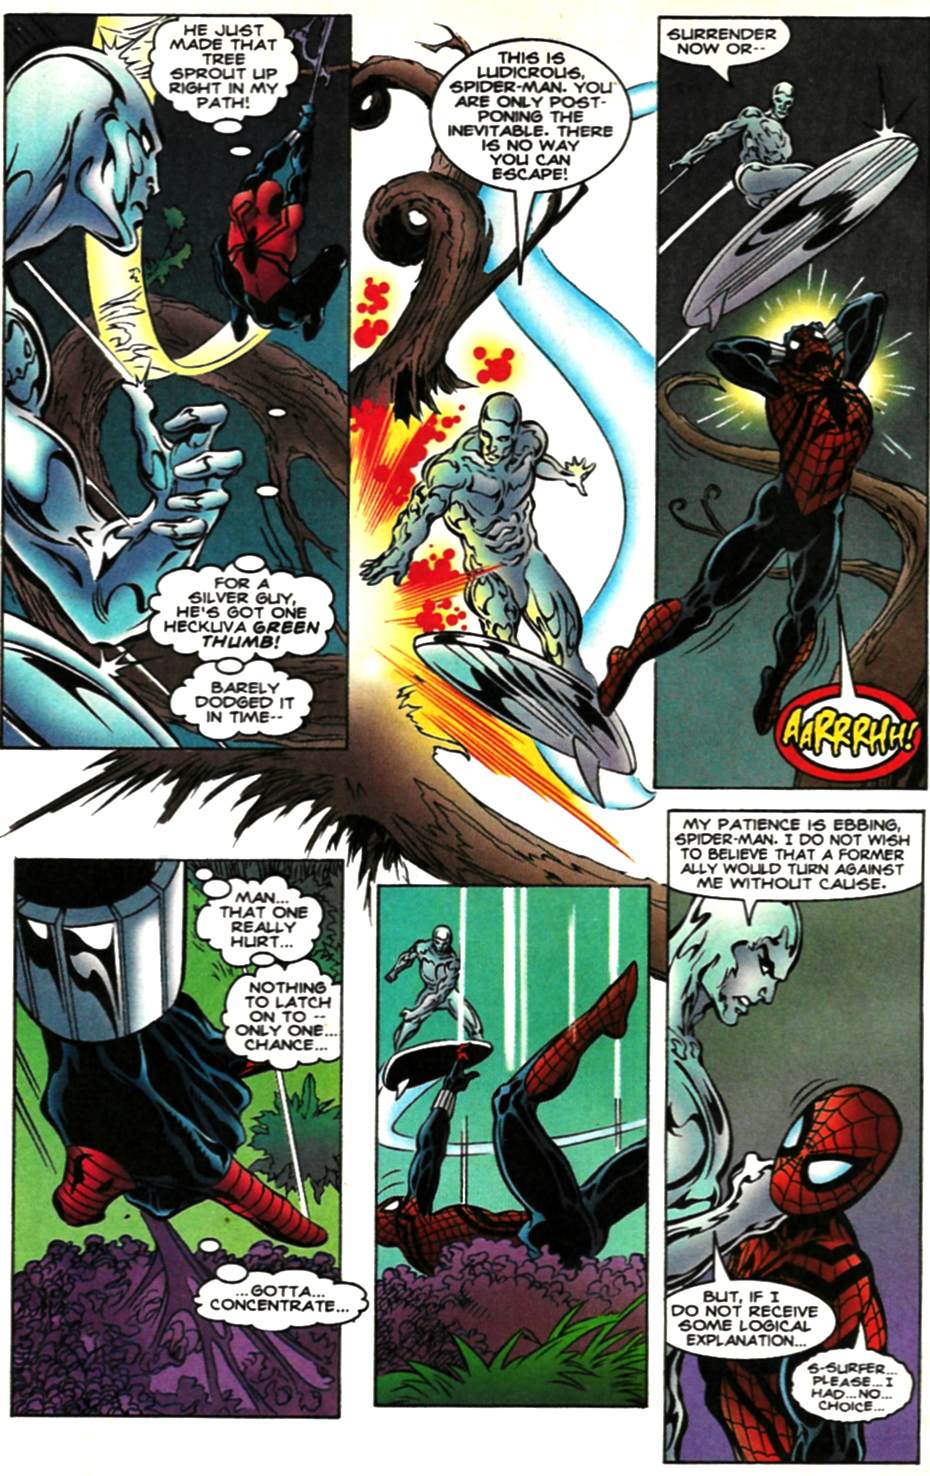 HE JUST
MADE THAT
TREE
SPROUT UP
RIGHT IN MY
PATH!
FOR A
SILVER GUY,
HE'S GOT ONE
HECKUVA GREEN
THUMB!
BARELY
DODGED IT
IN TIME--
THIS IS
LUDICROUS,
SPIDER-MAN. YOU
ARE ONLY POST-
PONING THE
INEVITABLE. THERE
IS NO WAY
YOU CAN
ESCAPE!
SURRENDER
NOW OR--
AARRRHH!
MAN...
THAT ONE
REALLY
HURT...
NOTHING
TO LATCH
ON TO --
ONLY ONE...
CHANCE...
...GOTTA...
CONCENTRATE...
MY PATIENCE IS EBBING,
SPIDER-MAN. I DO NOT WISH
TO BELIEVE THAT A FORMER
ALLY WOULD TURN AGAINST
ME WITHOUT CAUSE.
BUT, IF I
DO NOT RECEIVE
SOME LOGICAL
EXPLANATION...
S-SURFER...
PLEASE...I
HAD...NO...
CHOICE...